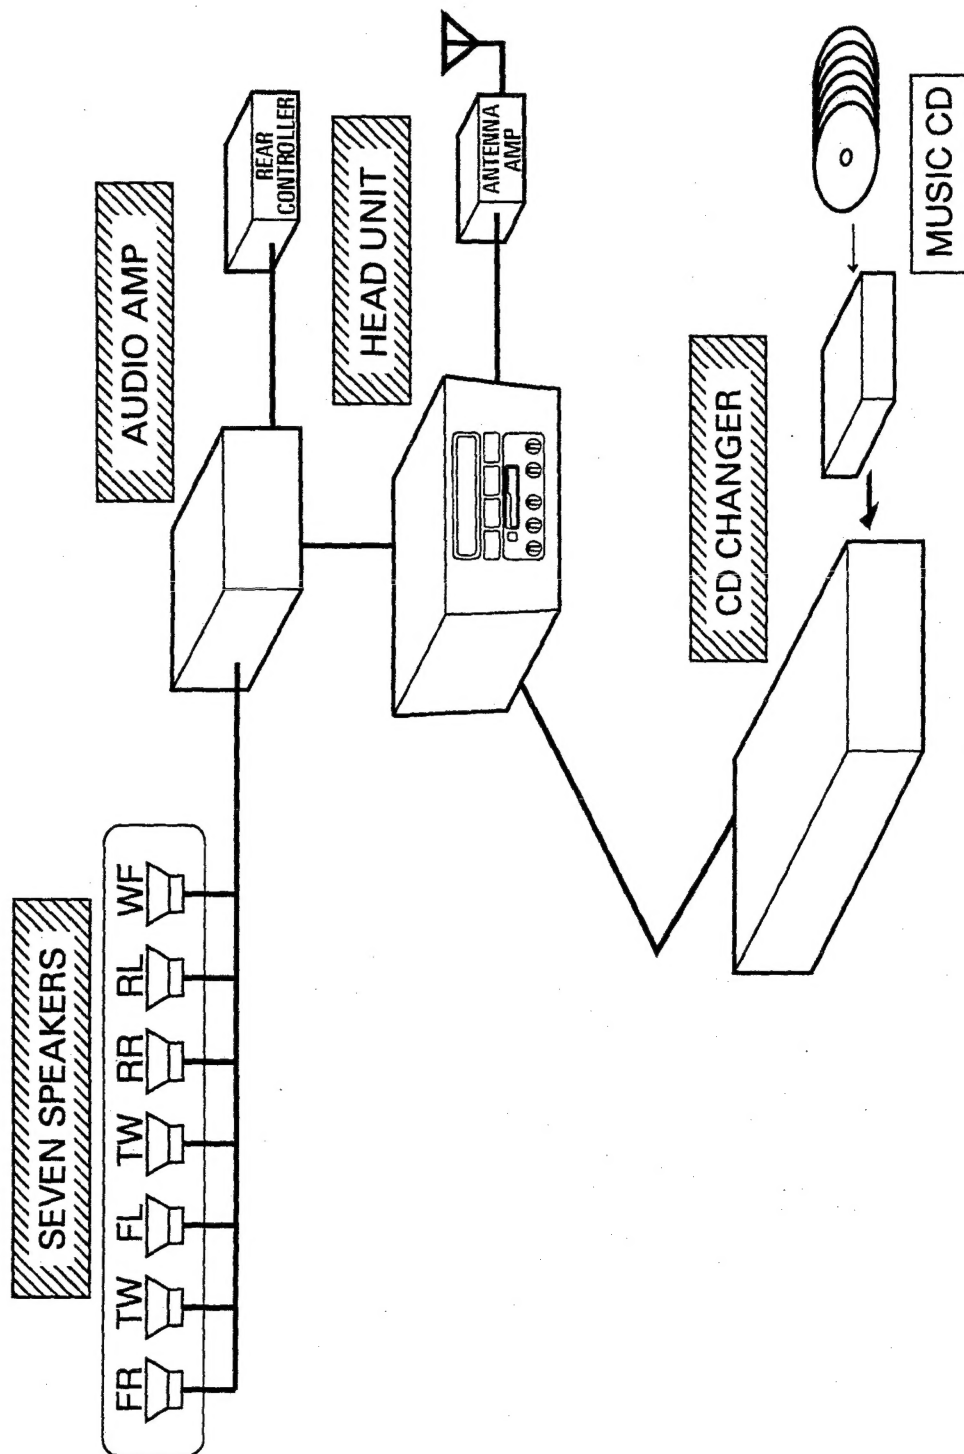 SEVEN SPEAKERS
FR TW FL TW RR RL WF
AUDIO AMP
REAR
CONTROLLER
HEAD UNIT
ANTENNA
AMP
CD CHANGER
MUSIC CD